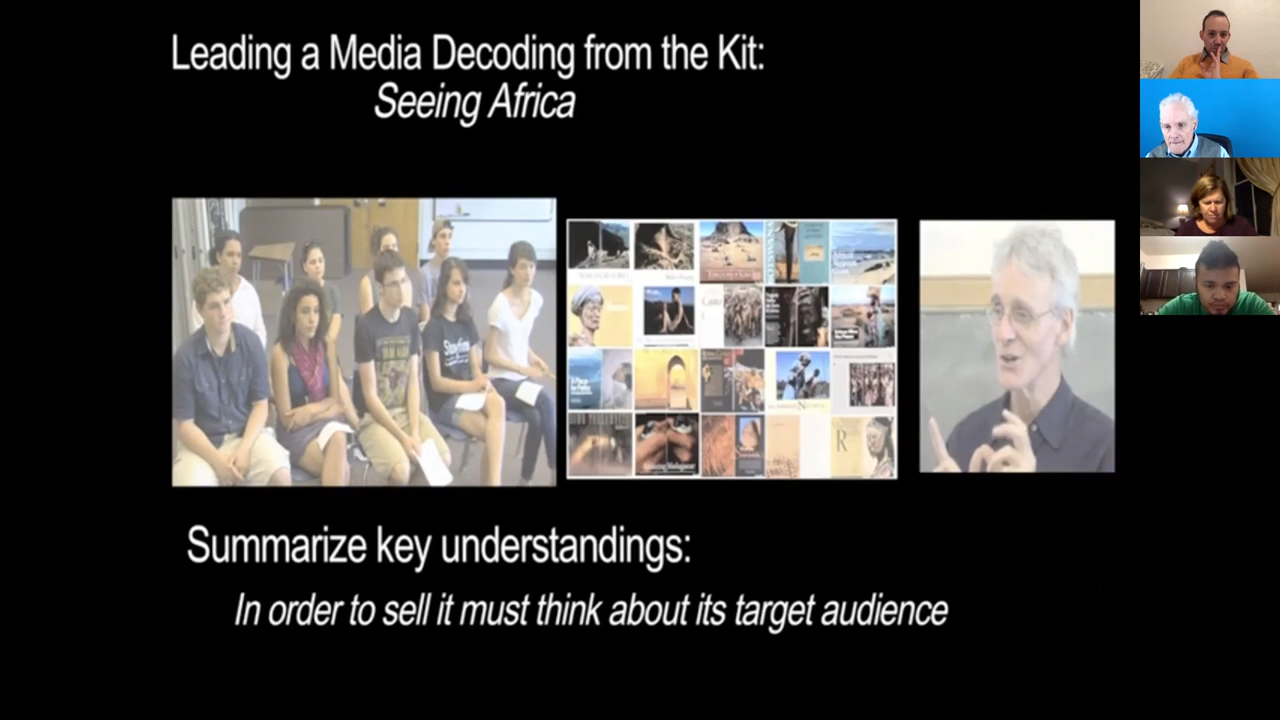 Leading a Media Decoding from the Kit:
Seeing Africa
Summarize key understandings:
In order to sell it must think about its target audience